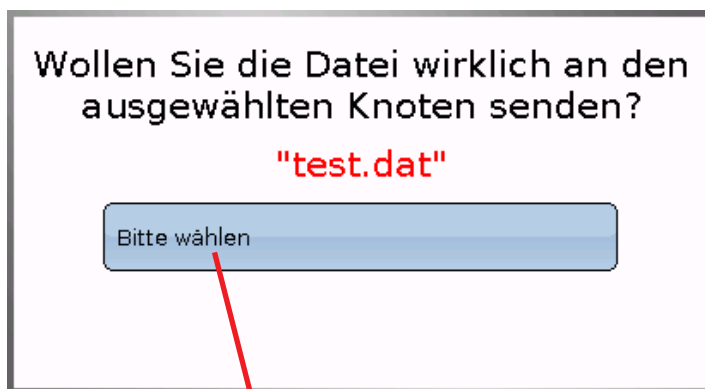 Wollen Sie die Datei wirklich an den
ausgewählten Knoten senden?
"test.dat"
Bitte wählen